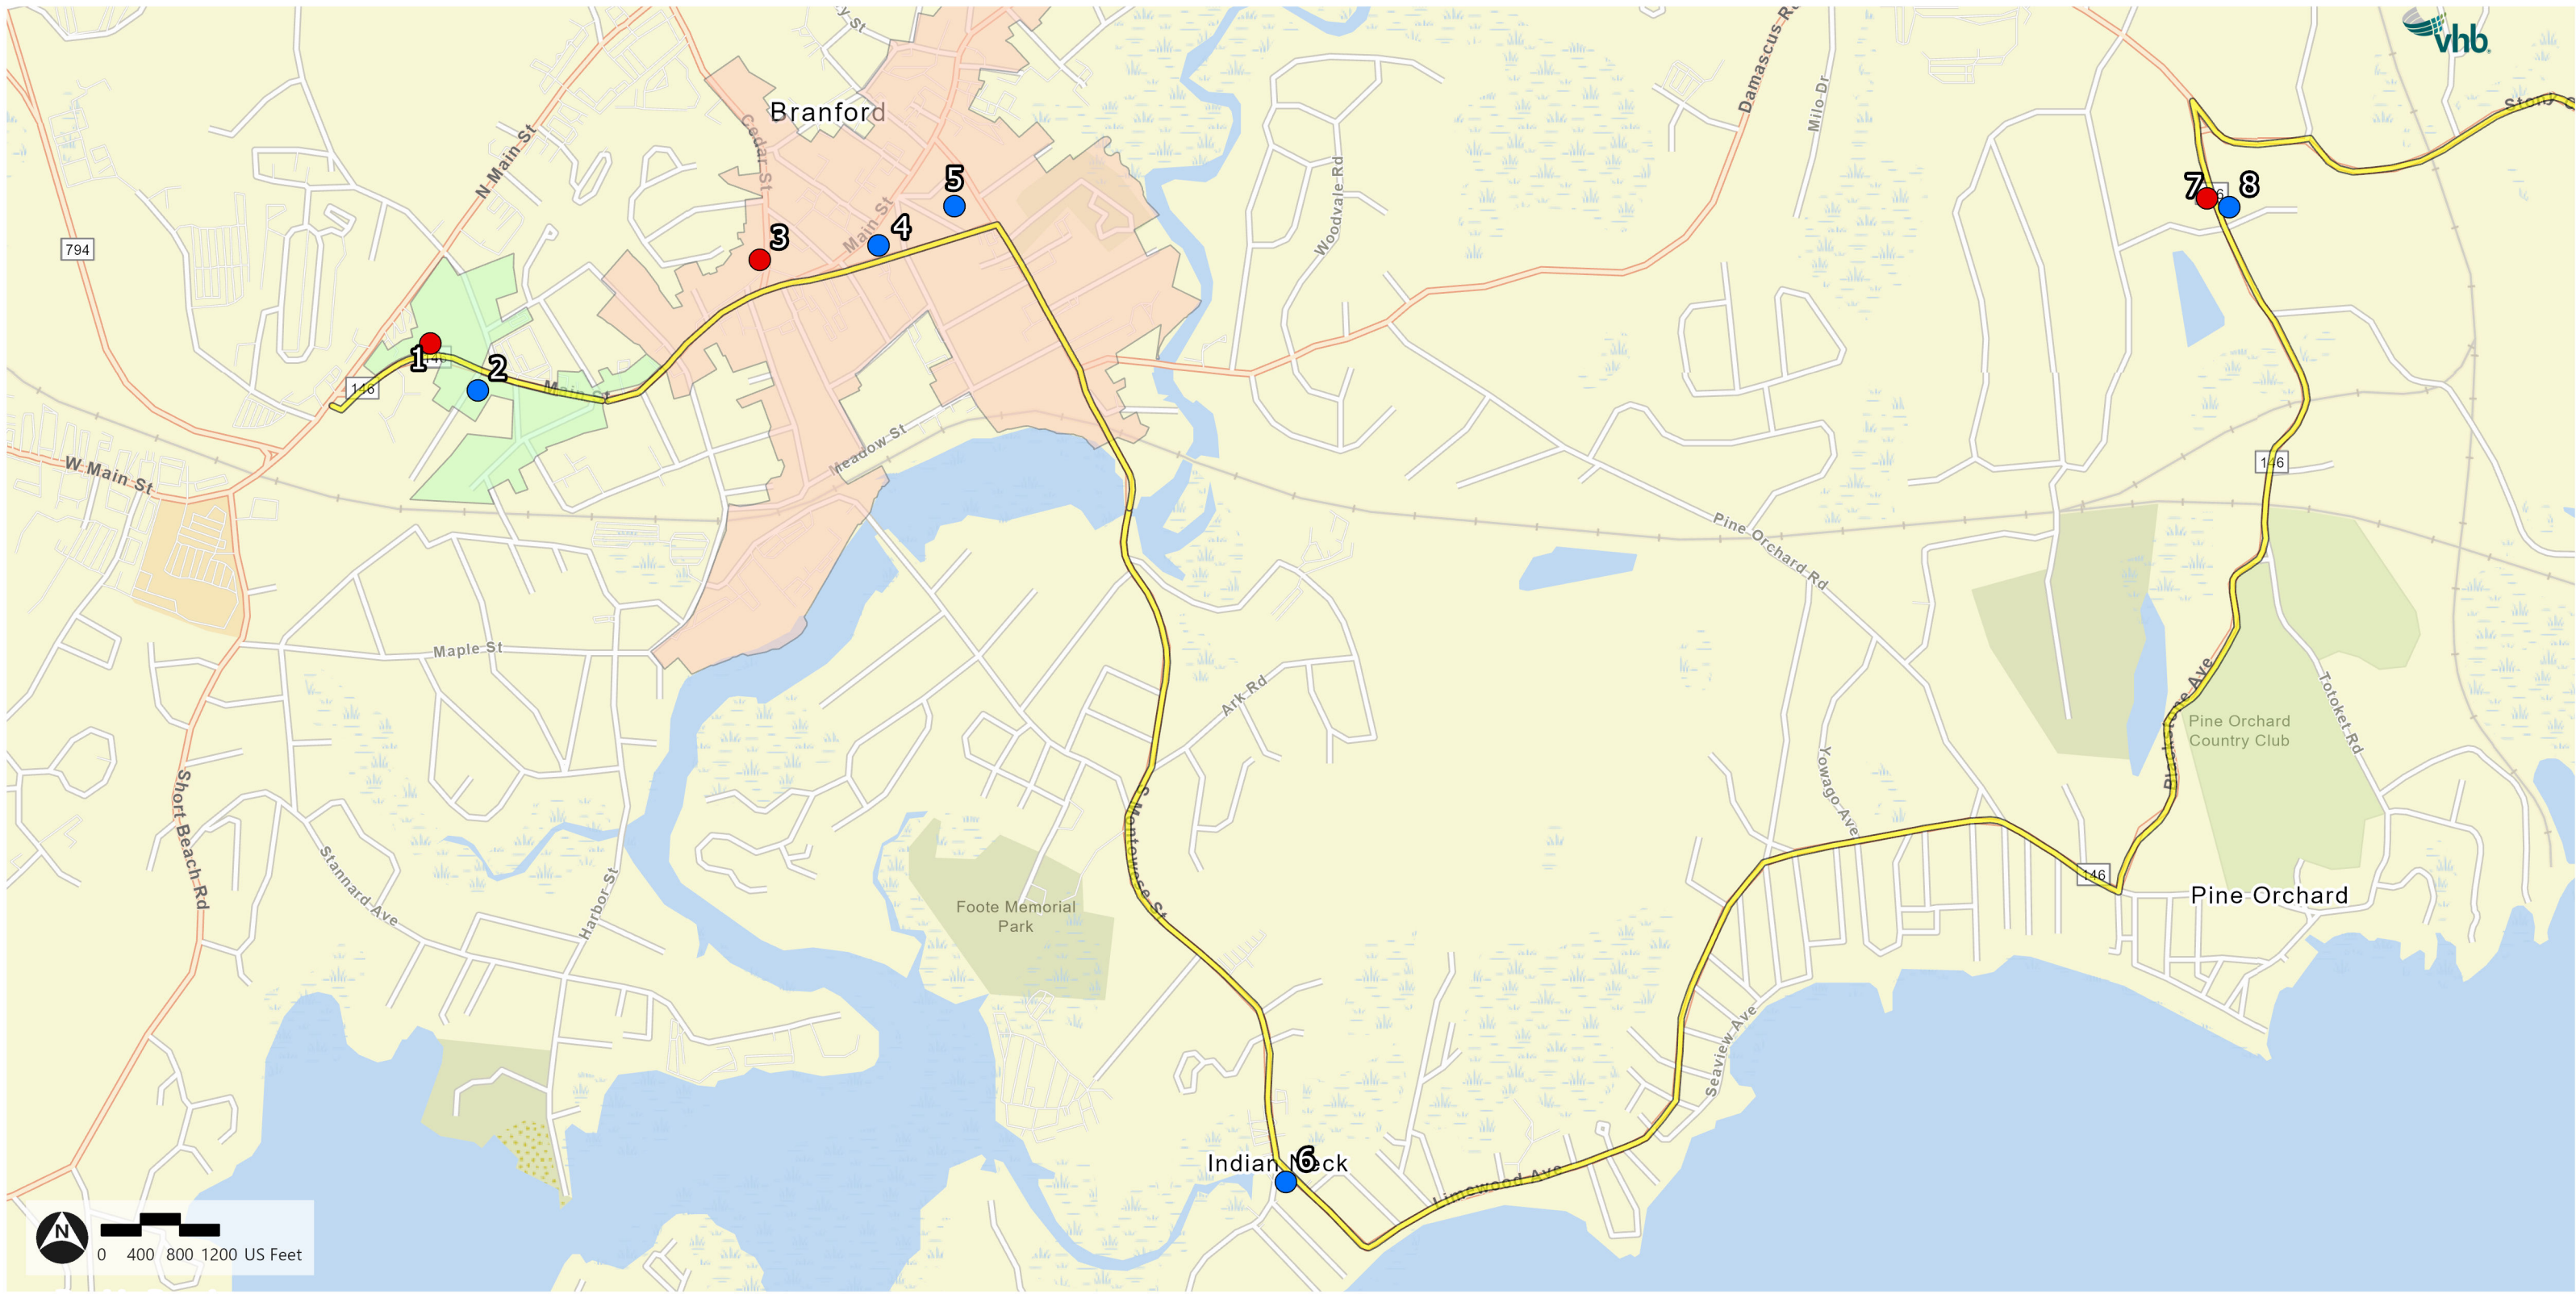 vhb
Branford
Cedar St
N Main St
Main St
Damascus Rd
Milo Dr
Woodvale Rd
794
5
4
3
7
8
1
2
146
Main St
Meadow St
W Main St
146
Pine Orchard Rd
Maple St
Ark Rd
Blackstone Ave
Totoket Rd
Pine Orchard
Country Club
Yowago Ave
Short Beach Rd
S Montowese St
Stannard Ave
Harbor St
146
Pine Orchard
Foote Memorial
Park
Seaview Ave
Indian Neck
6
Limewood Ave
N
0 400 800 1200 US Feet